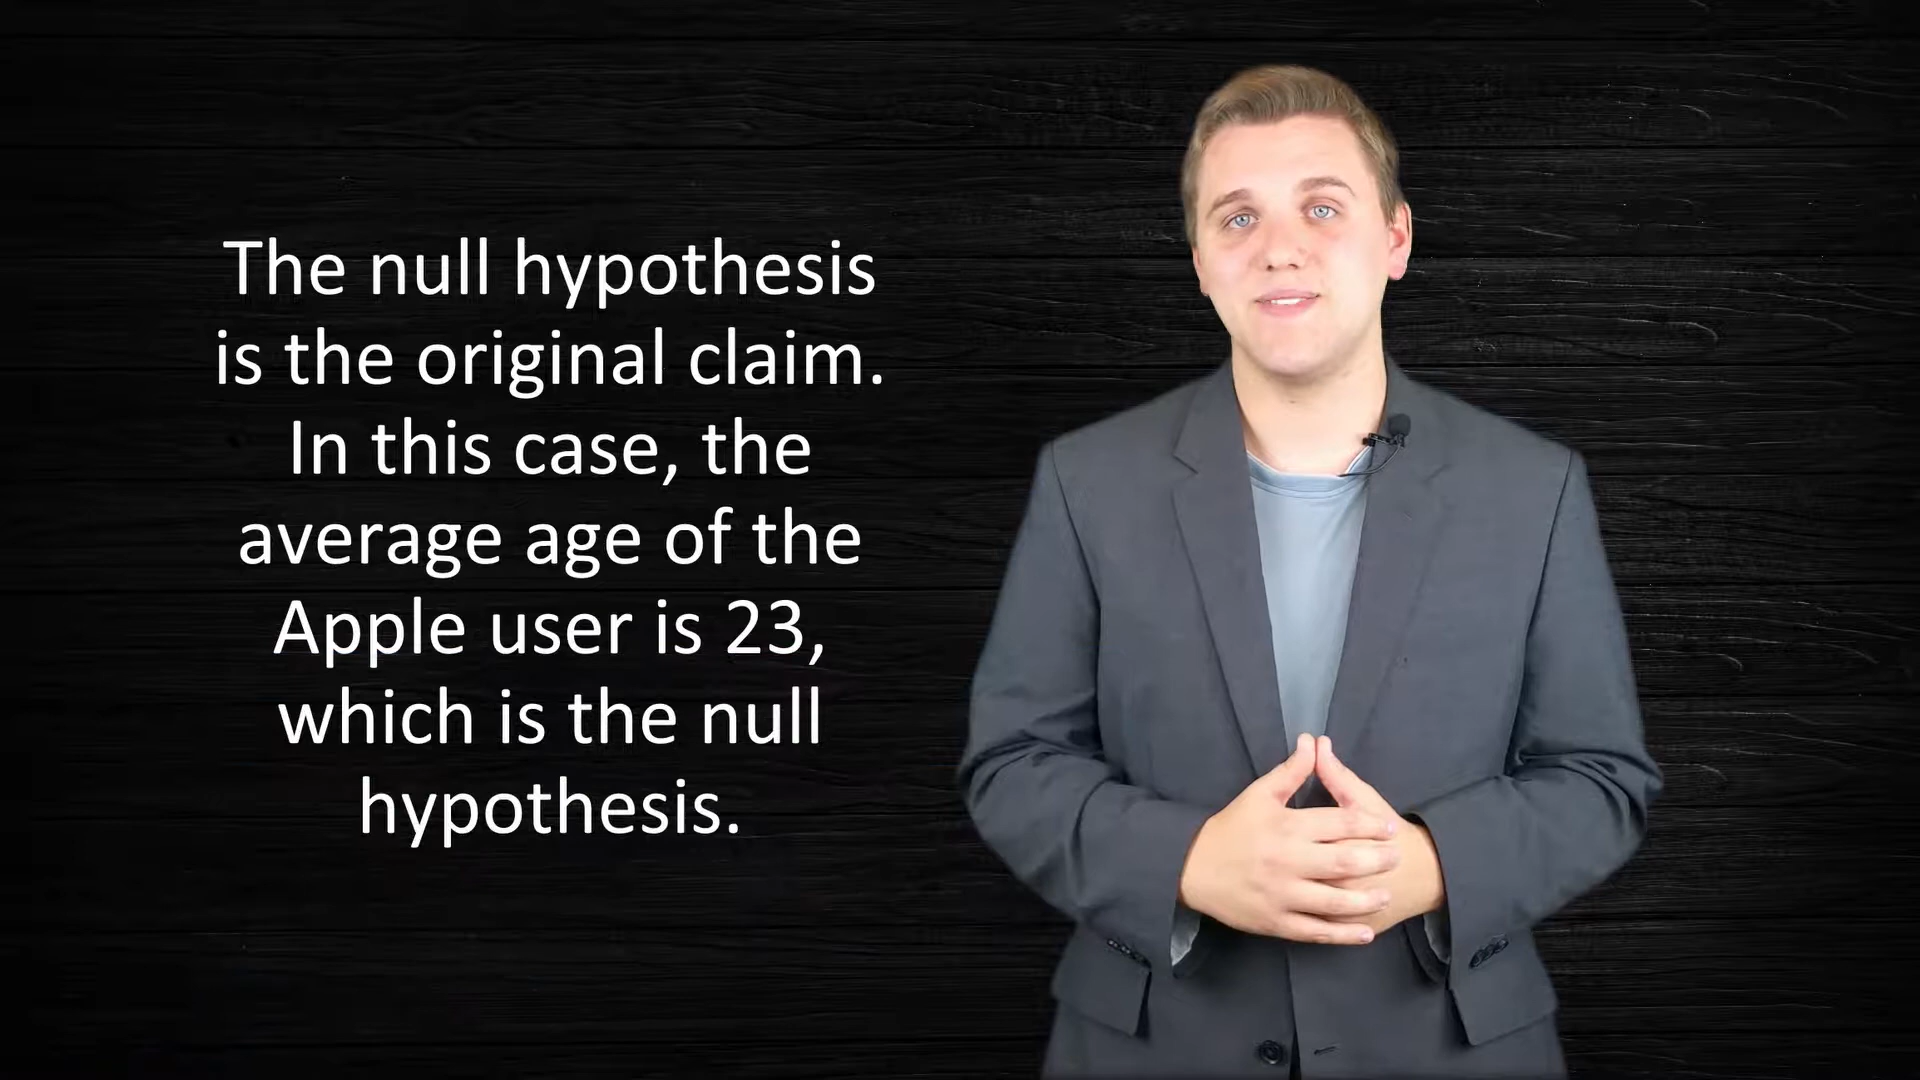 The null hypothesis
is the original claim.
In this case, the
average age of the
Apple user is 23,
which is the null
hypothesis.